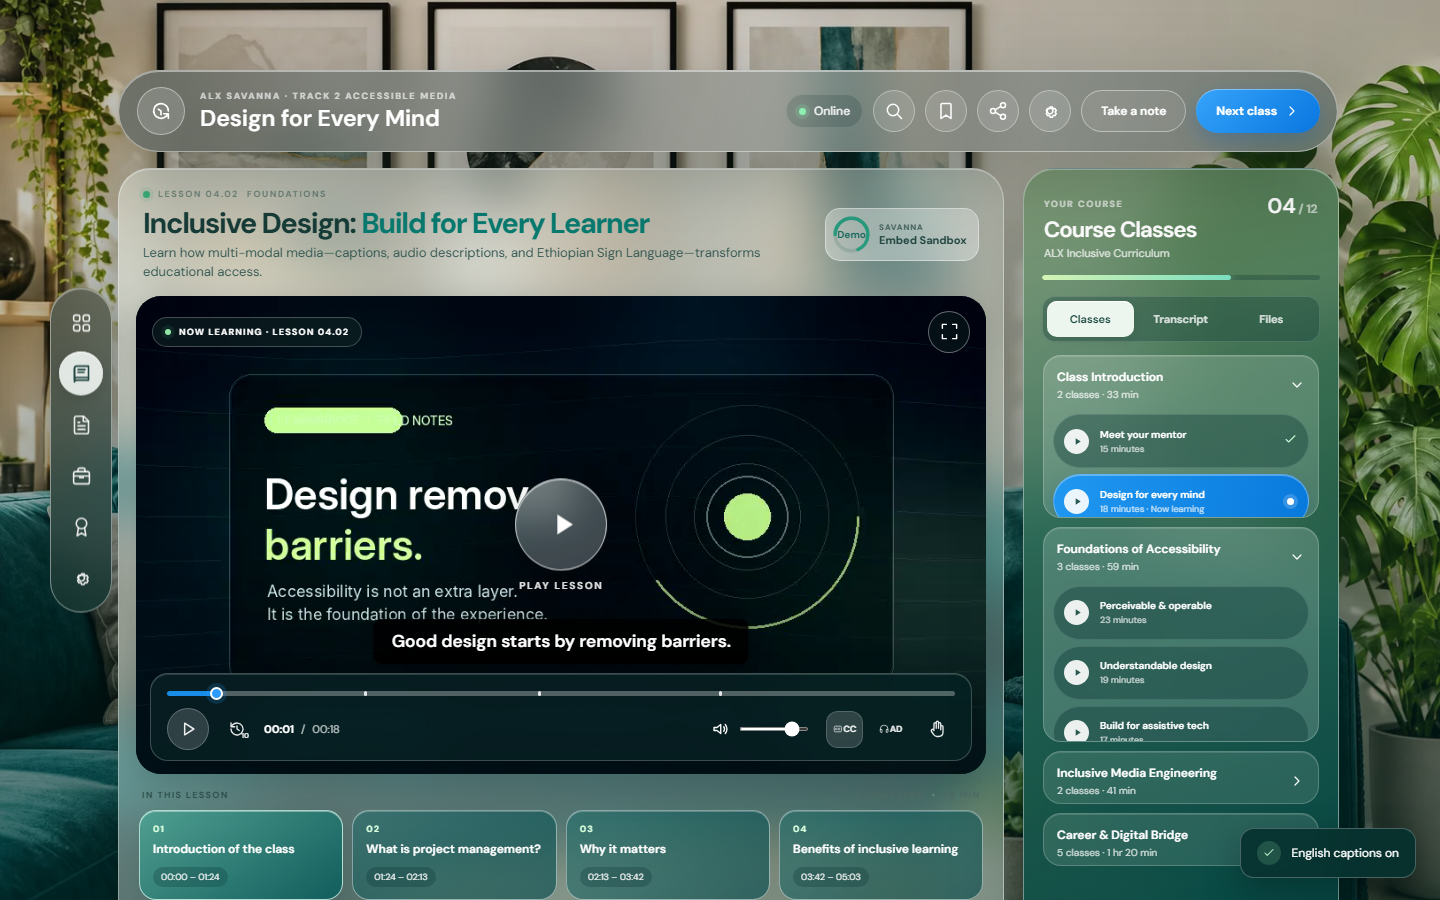 ALX SAVANNA · TRACK 2 ACCESSIBLE MEDIA
Design for Every Mind
Online
Take a note
Next class
LESSON 04.02 FOUNDATIONS
Inclusive Design: Build for Every Learner
Learn how multi-modal media—captions, audio descriptions, and Ethiopian Sign Language—transforms
educational access.
Demo
SAVANNA
Embed Sandbox
NOW LEARNING · LESSON 04.02
NOTES
Design remov
barriers.
Accessibility is not an extra layer.
It is the foundation of the experience.
PLAY LESSON
Good design starts by removing barriers.
10
00:01 / 00:18
CC
AD
IN THIS LESSON
MIN
01
Introduction of the class
00:00 – 01:24
02
What is project management?
01:24 – 02:13
03
Why it matters
02:13 – 03:42
04
Benefits of inclusive learning
03:42 – 05:03
YOUR COURSE
04 / 12
Course Classes
ALX Inclusive Curriculum
Classes
Transcript
Files
Class Introduction
2 classes · 33 min
Meet your mentor
15 minutes
Design for every mind
18 minutes · Now learning
Foundations of Accessibility
3 classes · 59 min
Perceivable & operable
23 minutes
Understandable design
19 minutes
Build for assistive tech
17 minutes
Inclusive Media Engineering
2 classes · 41 min
Career & Digital Bridge
5 classes · 1 hr 20 min
English captions on